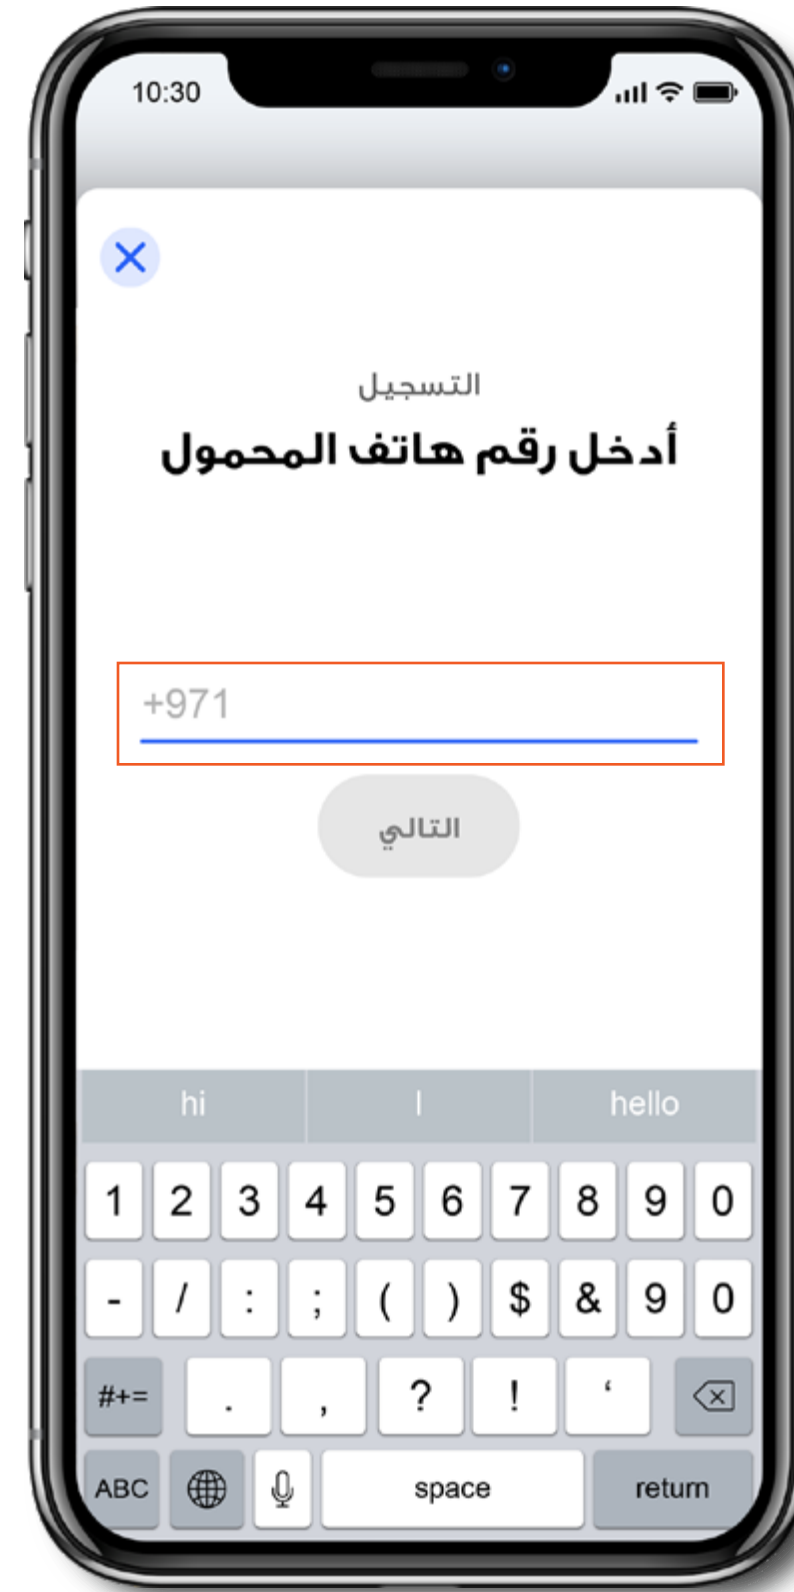 10:30
التسجيل
أدخل رقم هاتف المحمول
+971
التالي
hi I hello
1 2 3 4 5 6 7 8 9 0
- / : ; ( ) $ & 9 0
#+= . , ? ! ‘
ABC space return